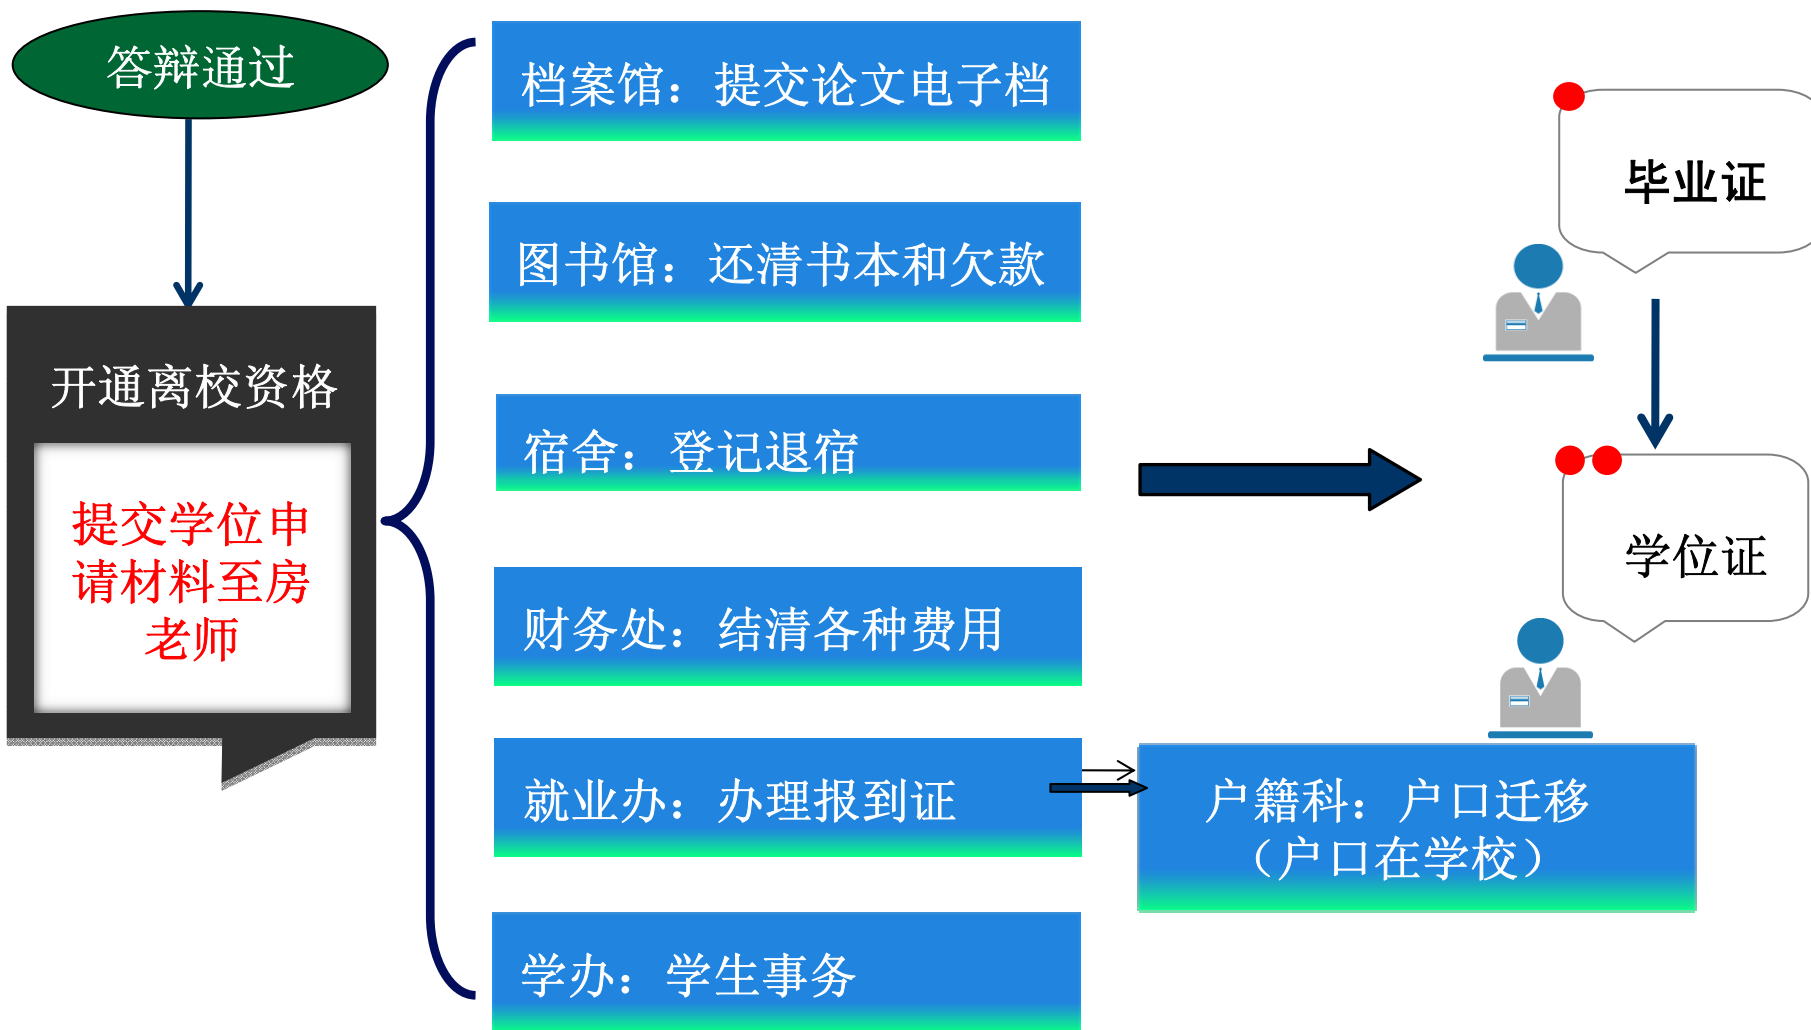 答辩通过
开通离校资格
提交学位申
请材料至房
老师
档案馆：提交论文电子档
图书馆：还清书本和欠款
宿舍：登记退宿
财务处：结清各种费用
就业办：办理报到证
学办：学生事务
户籍科：户口迁移
（户口在学校）
毕业证
学位证